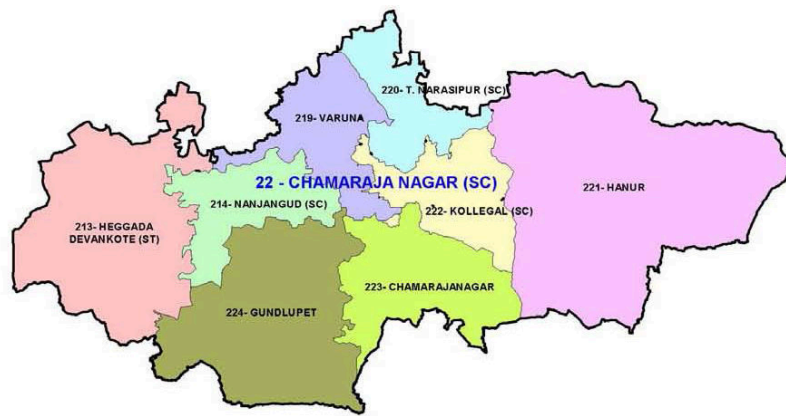 220- T. NARASIPUR (SC)
219- VARUNA
22 - CHAMARAJA NAGAR (SC)
221- HANUR
214- NANJANGUD (SC)
222- KOLLEGAL (SC)
213- HEGGADA
DEVANKOTE (ST)
223- CHAMARAJANAGAR
224- GUNDLUPET